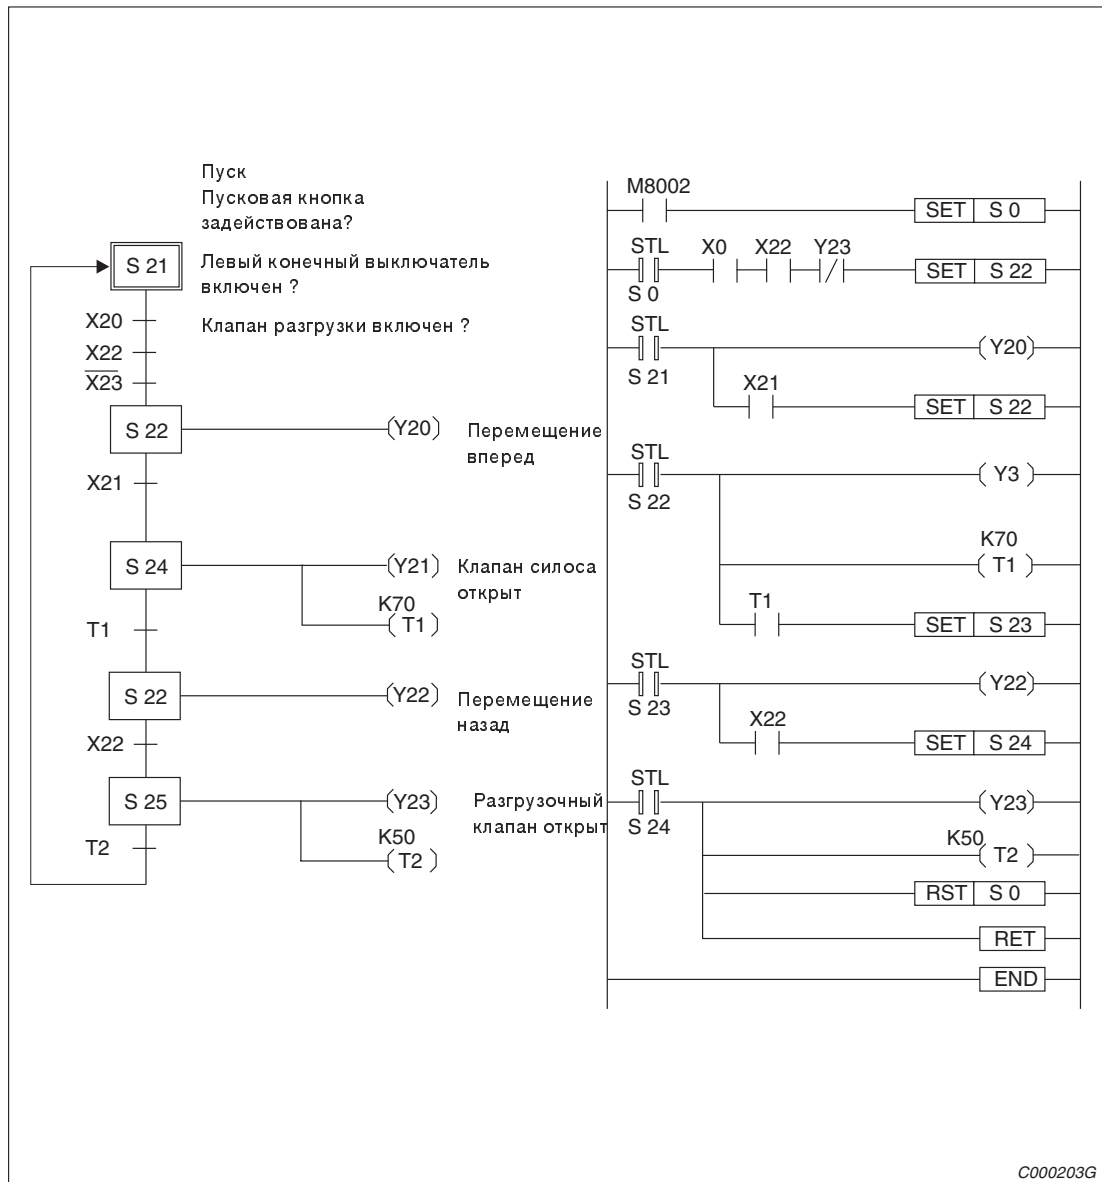 Пуск
Пусковая кнопка
задействована?
S 21
Левый конечный выключатель
включен ?
X20
Клапан разгрузки включен ?
X22
X23
S 22
(Y20)
Перемещение
вперед
X21
S 24
(Y21)
Клапан силоса
открыт
K70
(T1)
T1
S 22
(Y22)
Перемещение
назад
X22
S 25
(Y23)
Разгрузочный
клапан открыт
K50
(T2)
T2
M8002
SET S 0
STL
X0 X22 Y23
SET S 22
S 0
STL
(Y20)
S 21
X21
SET S 22
STL
(Y3)
S 22
K70
(T1)
T1
SET S 23
STL
(Y22)
S 23
X22
SET S 24
STL
(Y23)
S 24
K50
(T2)
RST S 0
RET
END
C000203G